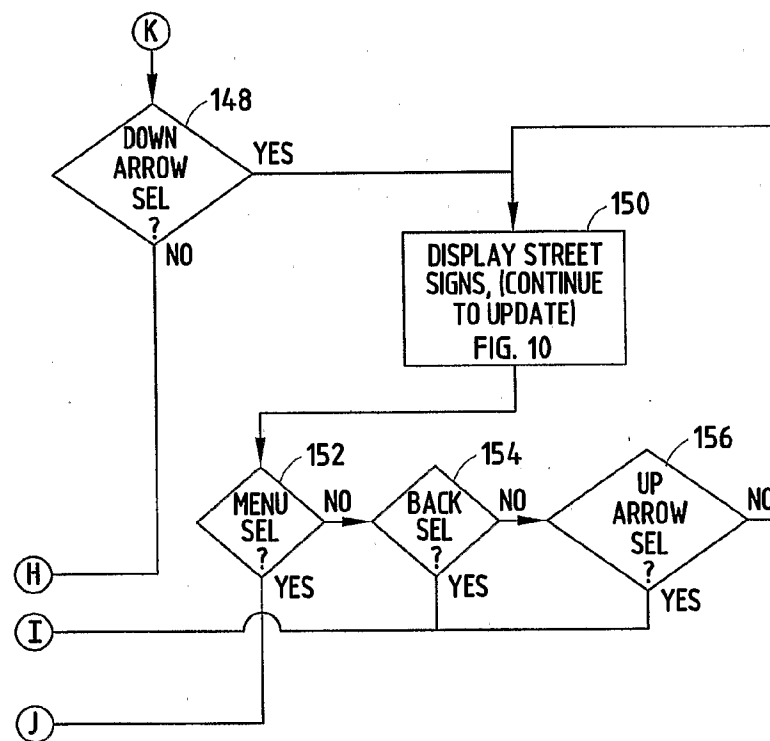 K
148
DOWN
ARROW
SEL
?
YES
NO
150
DISPLAY STREET
SIGNS, (CONTINUE
TO UPDATE)
FIG. 10
152
MENU
SEL
?
NO
YES
154
BACK
SEL
?
NO
YES
156
UP
ARROW
SEL
?
NO
YES
H
I
J